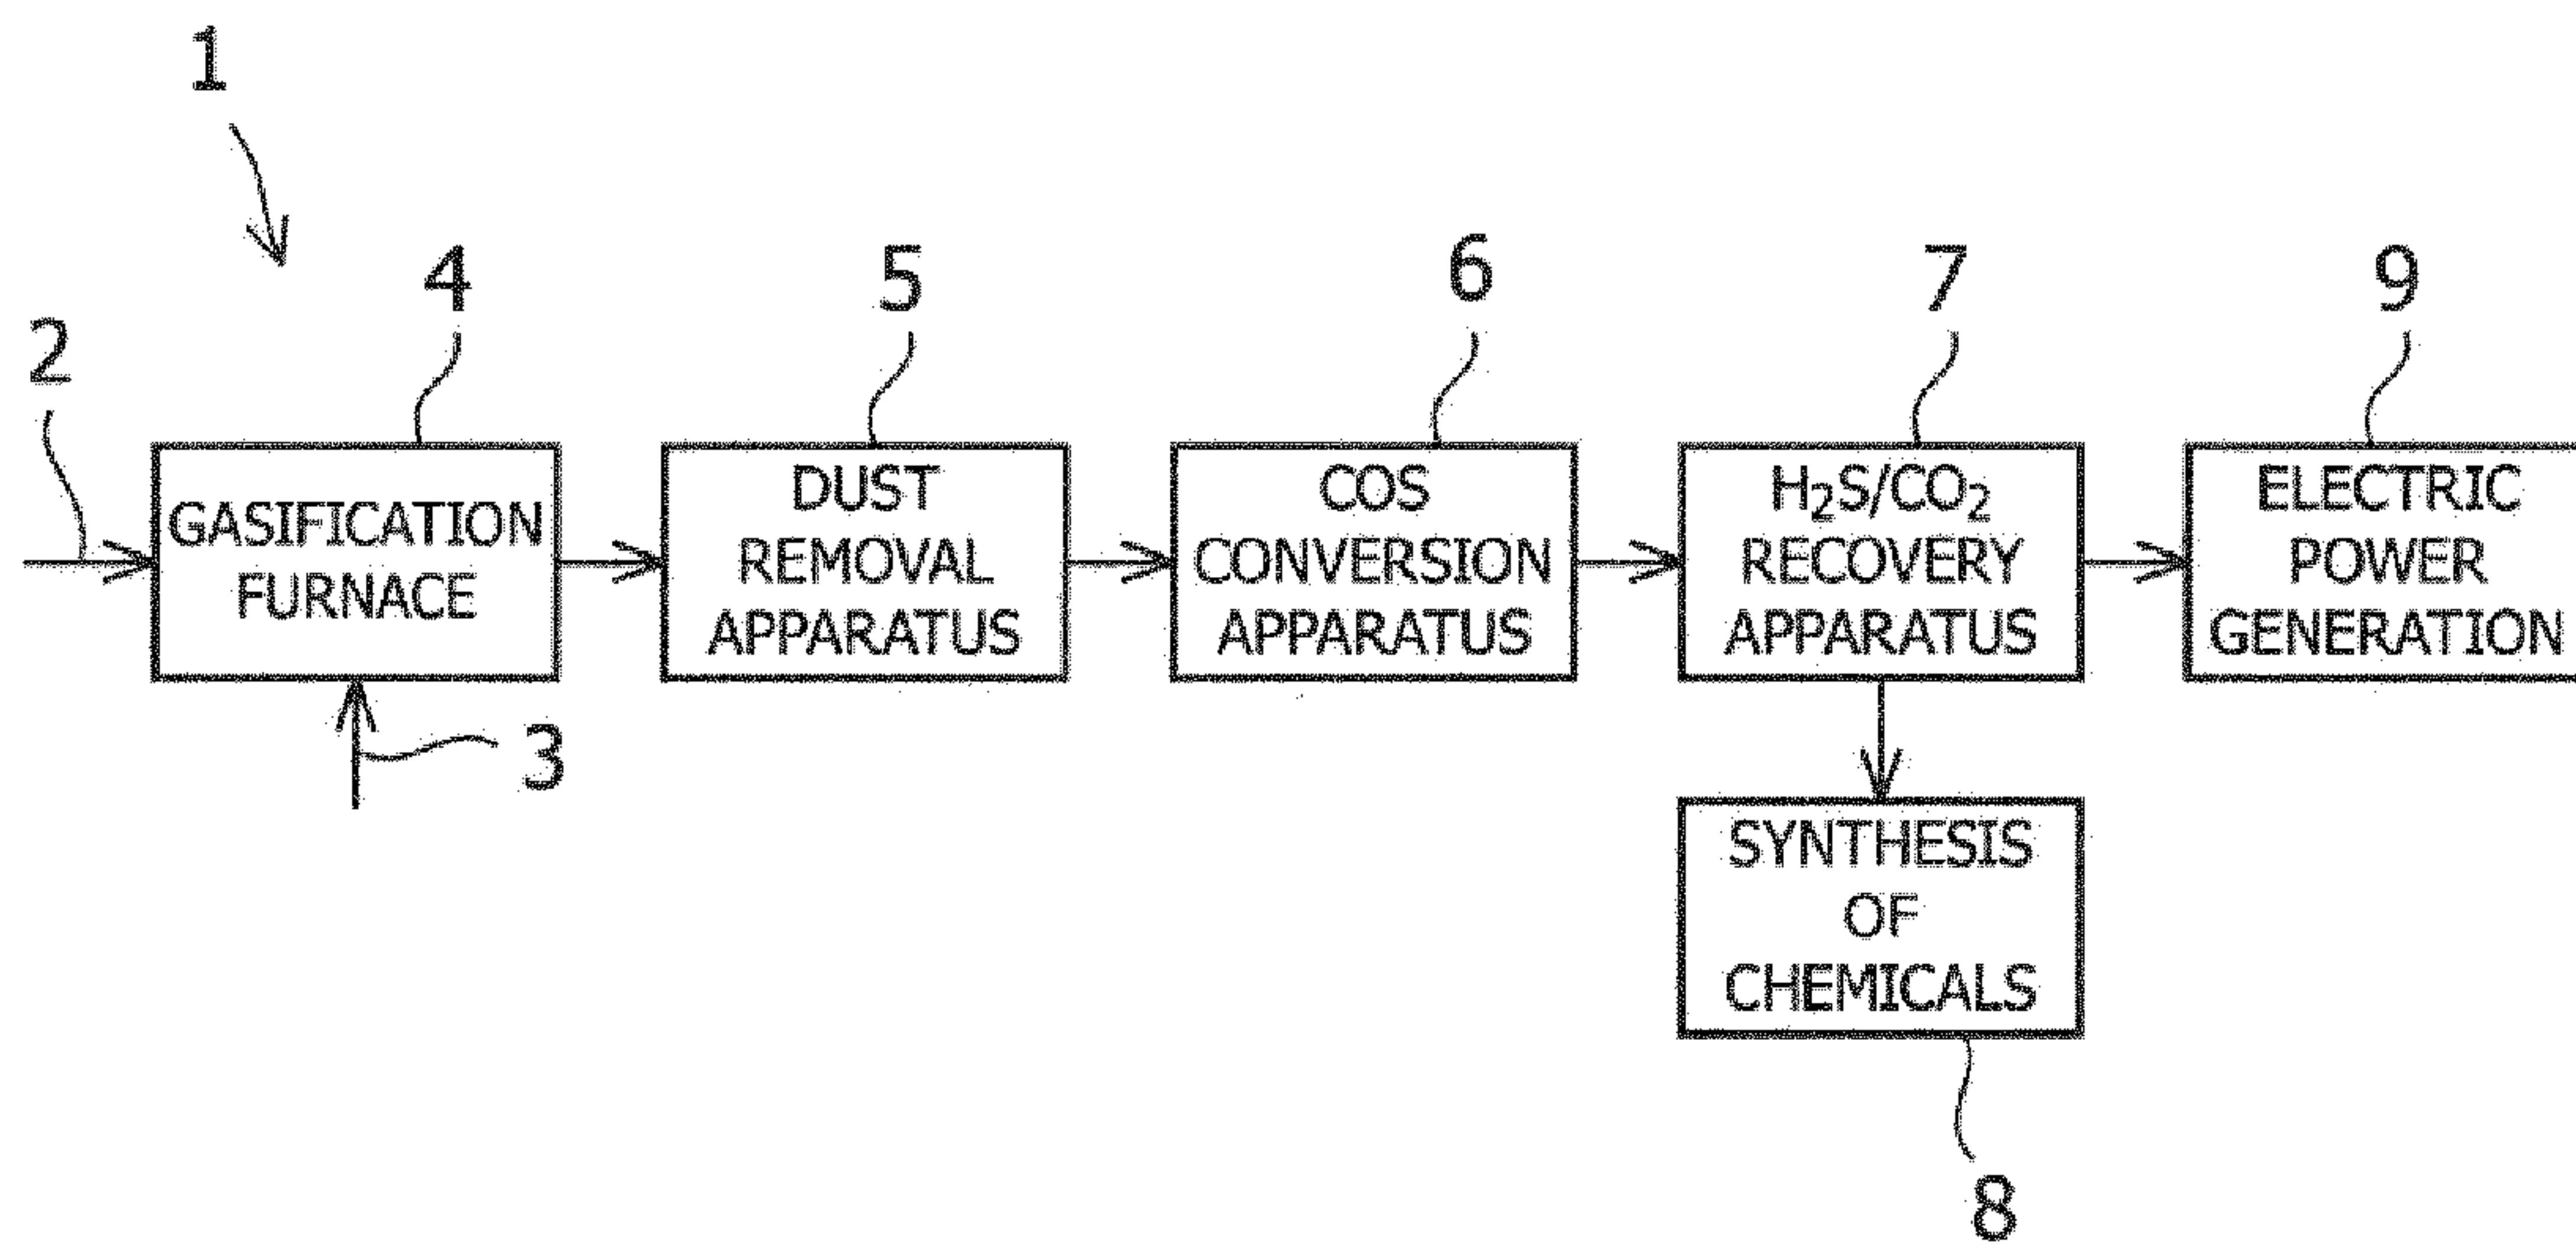 1
2
3
4
5
6
7
9
GASIFICATION
FURNACE
DUST
REMOVAL
APPARATUS
COS
CONVERSION
APPARATUS
H₂S/CO₂
RECOVERY
APPARATUS
ELECTRIC
POWER
GENERATION
SYNTHESIS
OF
CHEMICALS
8